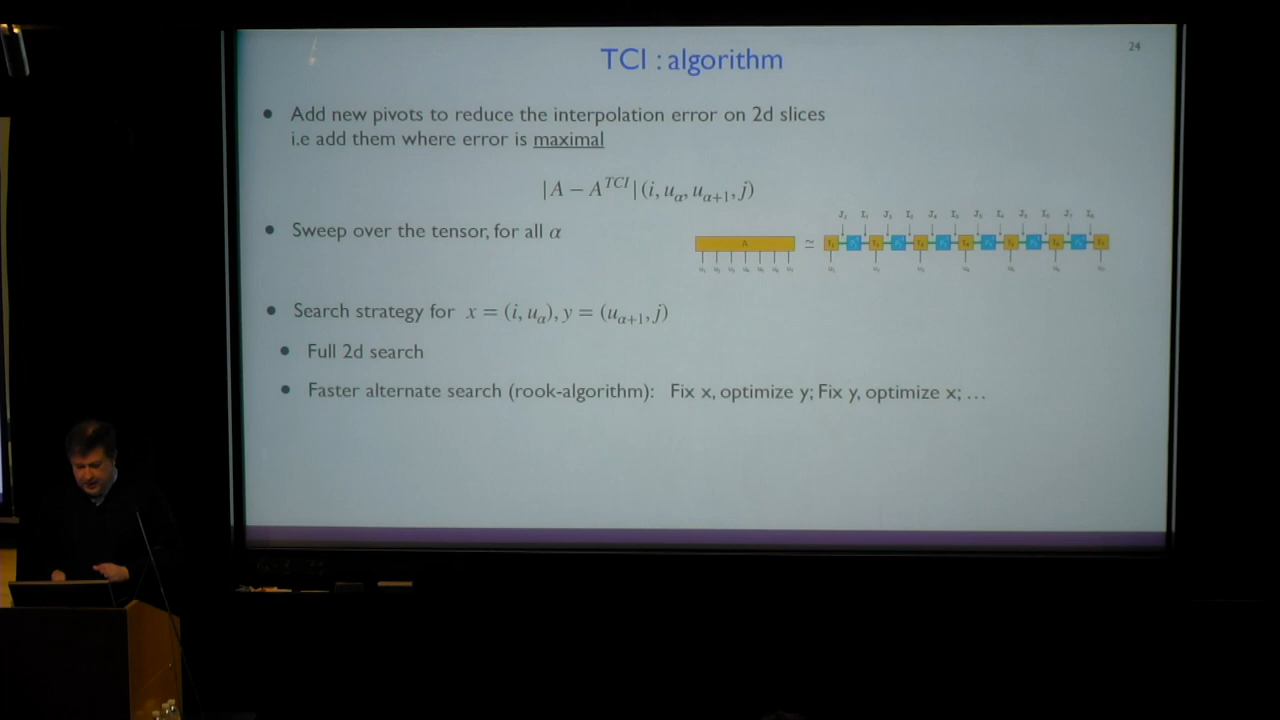 24
TCI : algorithm
• Add new pivots to reduce the interpolation error on 2d slices
i.e add them where error is maximal
|A − A^{TCI}| (i, u_α, u_{α+1}, j)
• Sweep over the tensor, for all α
A ≃
• Search strategy for x = (i, u_α), y = (u_{α+1}, j)
• Full 2d search
• Faster alternate search (rook-algorithm): Fix x, optimize y; Fix y, optimize x; …